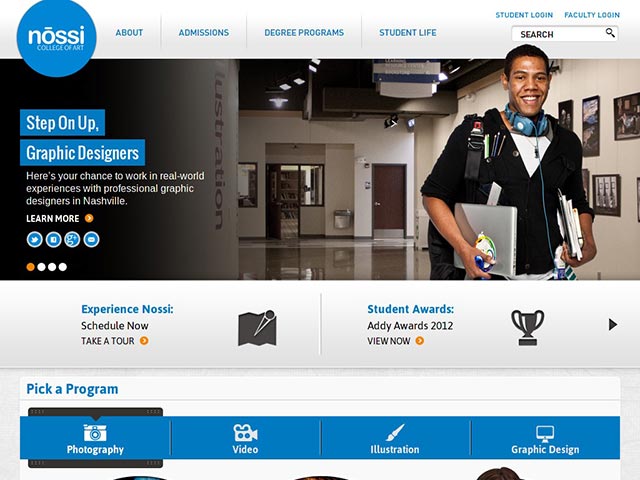 nōssi
COLLEGE OF ART
ABOUT
ADMISSIONS
DEGREE PROGRAMS
STUDENT LIFE
STUDENT LOGIN
FACULTY LOGIN
SEARCH
illustration
Step On Up,
Graphic Designers
Here's your chance to work in real-world
experiences with professional graphic
designers in Nashville.
LEARN MORE
Experience Nossi:
Schedule Now
TAKE A TOUR
Student Awards:
Addy Awards 2012
VIEW NOW
Pick a Program
Photography
Video
Illustration
Graphic Design